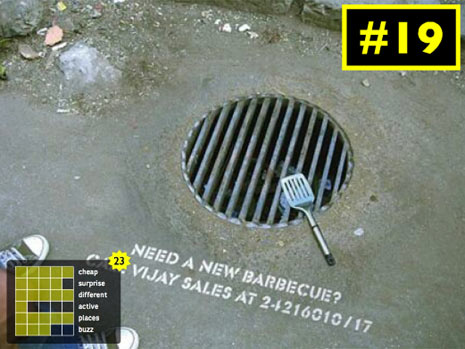 #19
NEED A NEW BARBECUE?
VIJAY SALES AT 24216010/17
23
cheap
surprise
different
active
places
buzz